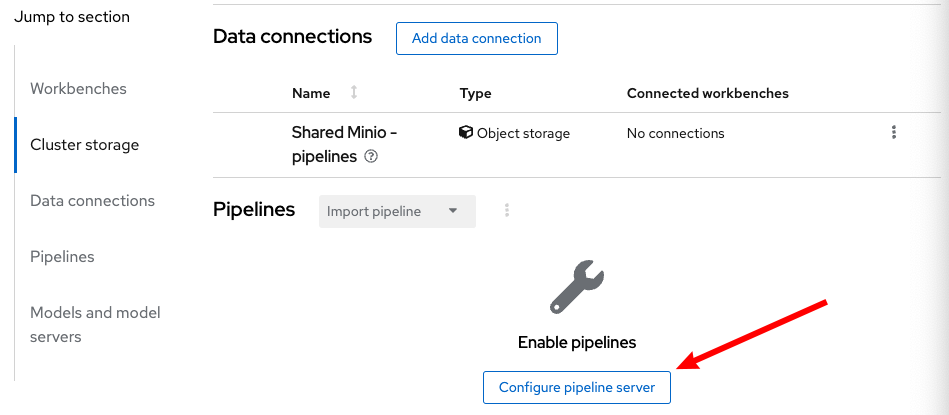 Jump to section
Workbenches
Cluster storage
Data connections
Pipelines
Models and model
servers
Data connections
Add data connection
Name
Type
Connected workbenches
Shared Minio -
pipelines
Object storage
No connections
Pipelines
Import pipeline
Enable pipelines
Configure pipeline server